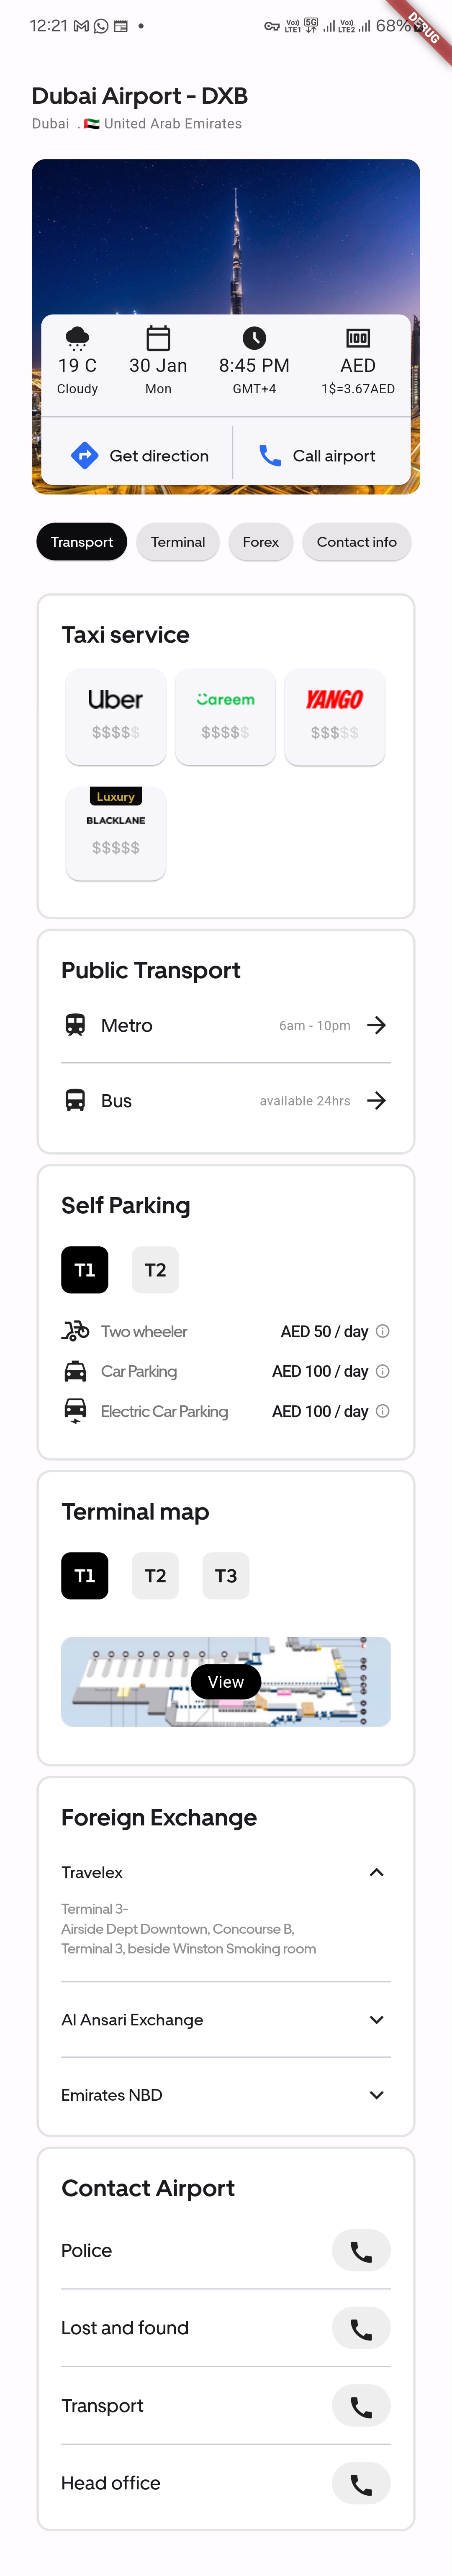 12:21
Vo) LTE1 5G Vo) LTE2 68%
DEBUG
Dubai Airport - DXB
Dubai . 🇦🇪 United Arab Emirates
19 C 30 Jan 8:45 PM AED
Cloudy Mon GMT+4 1$=3.67AED
Get direction Call airport
Transport Terminal Forex Contact info
Taxi service
Uber Careem YANGO
$$$$$ $$$$$ $$$$$
Luxury
BLACKLANE
$$$$$
Public Transport
Metro 6am - 10pm
Bus available 24hrs
Self Parking
T1 T2
Two wheeler AED 50 / day
Car Parking AED 100 / day
Electric Car Parking AED 100 / day
Terminal map
T1 T2 T3
View
Foreign Exchange
Travelex
Terminal 3-
Airside Dept Downtown, Concourse B,
Terminal 3, beside Winston Smoking room
Al Ansari Exchange
Emirates NBD
Contact Airport
Police
Lost and found
Transport
Head office